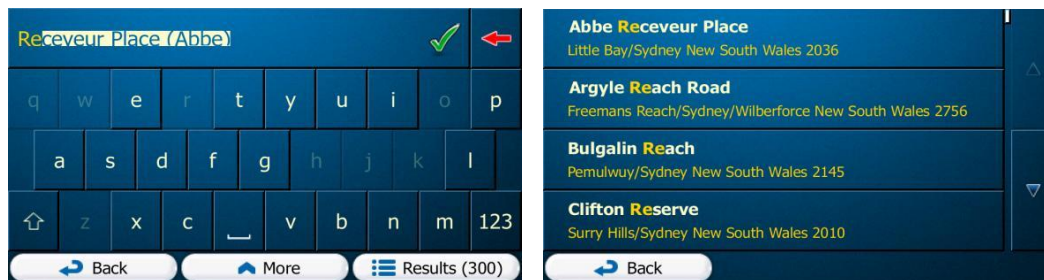 Receveur Place (Abbe)
q w e r t y u i o p
a s d f g h j k l
z x c v b n m 123
Back More Results (300)
Abbe Receveur Place
Little Bay/Sydney New South Wales 2036
Argyle Reach Road
Freemans Reach/Sydney/Wilberforce New South Wales 2756
Bulgalin Reach
Pemulwuy/Sydney New South Wales 2145
Clifton Reserve
Surry Hills/Sydney New South Wales 2010
Back